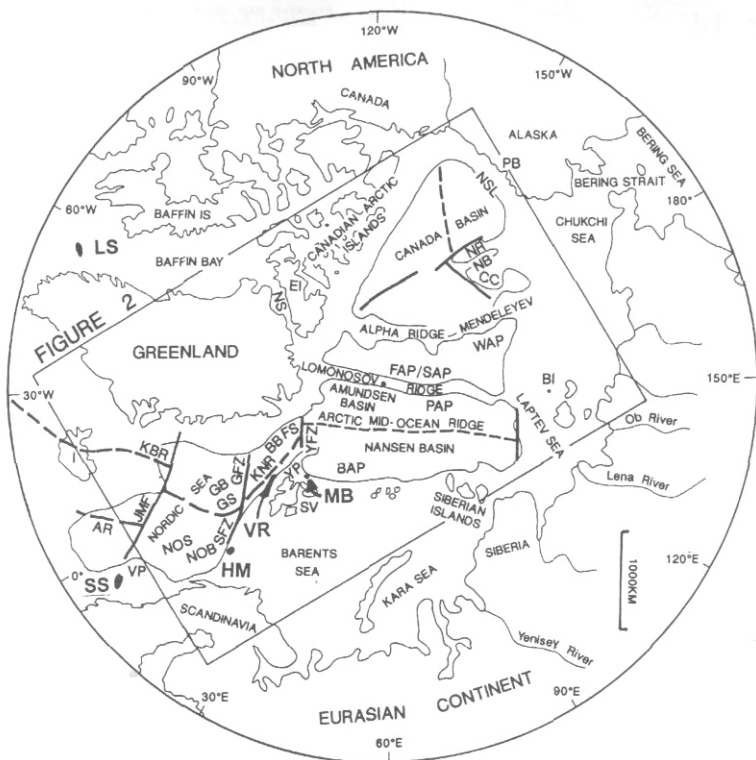 120°W
90°W
150°W
NORTH AMERICA
CANADA
ALASKA
BERING SEA
PB
BERING STRAIT
180°
60°W
BAFFIN IS
CANADIAN ARCTIC
ISLANDS
NSL
CHUKCHI
SEA
LS
BAFFIN BAY
CANADA
BASIN
NR
NB
CC
EI
NS
FIGURE 2
GREENLAND
ALPHA RIDGE - MENDELEYEV
WAP
FAP/SAP
LOMONOSOV
RIDGE
BI
150°E
30°W
AMUNDSEN
BASIN
PAP
LAPTEV SEA
Ob River
ARCTIC MID-OCEAN RIDGE
NANSEN BASIN
BAP
KBR
I
JMF
NORDIC SEA
GB
GS
GFZ
KNR
BB
FS
YFZ
YP
MB
SV
SIBERIAN
ISLANDS
Lena River
AR
NOS
NOB
SFZ
VR
HM
BARENTS
SEA
SIBERIA
0°
VP
SS
KARA SEA
120°E
1000KM
SCANDINAVIA
Yenisey River
30°E
EURASIAN CONTINENT
90°E
60°E